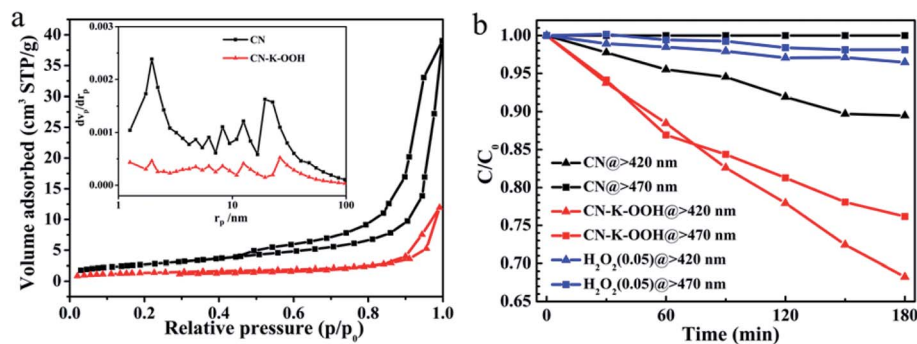 a
Volume adsorbed (cm³ STP/g)
40
35
30
25
20
15
10
5
0
0.0 0.2 0.4 0.6 0.8 1.0
Relative pressure (p/p₀)
dvₚ/drₚ
0.003
0.002
0.001
0.000
1 10 100
rₚ /nm
CN
CN-K-OOH
b
C/C₀
1.00
0.95
0.90
0.85
0.80
0.75
0.70
0.65
0 60 120 180
Time (min)
CN@>420 nm
CN@>470 nm
CN-K-OOH@>420 nm
CN-K-OOH@>470 nm
H₂O₂(0.05)@>420 nm
H₂O₂(0.05)@>470 nm